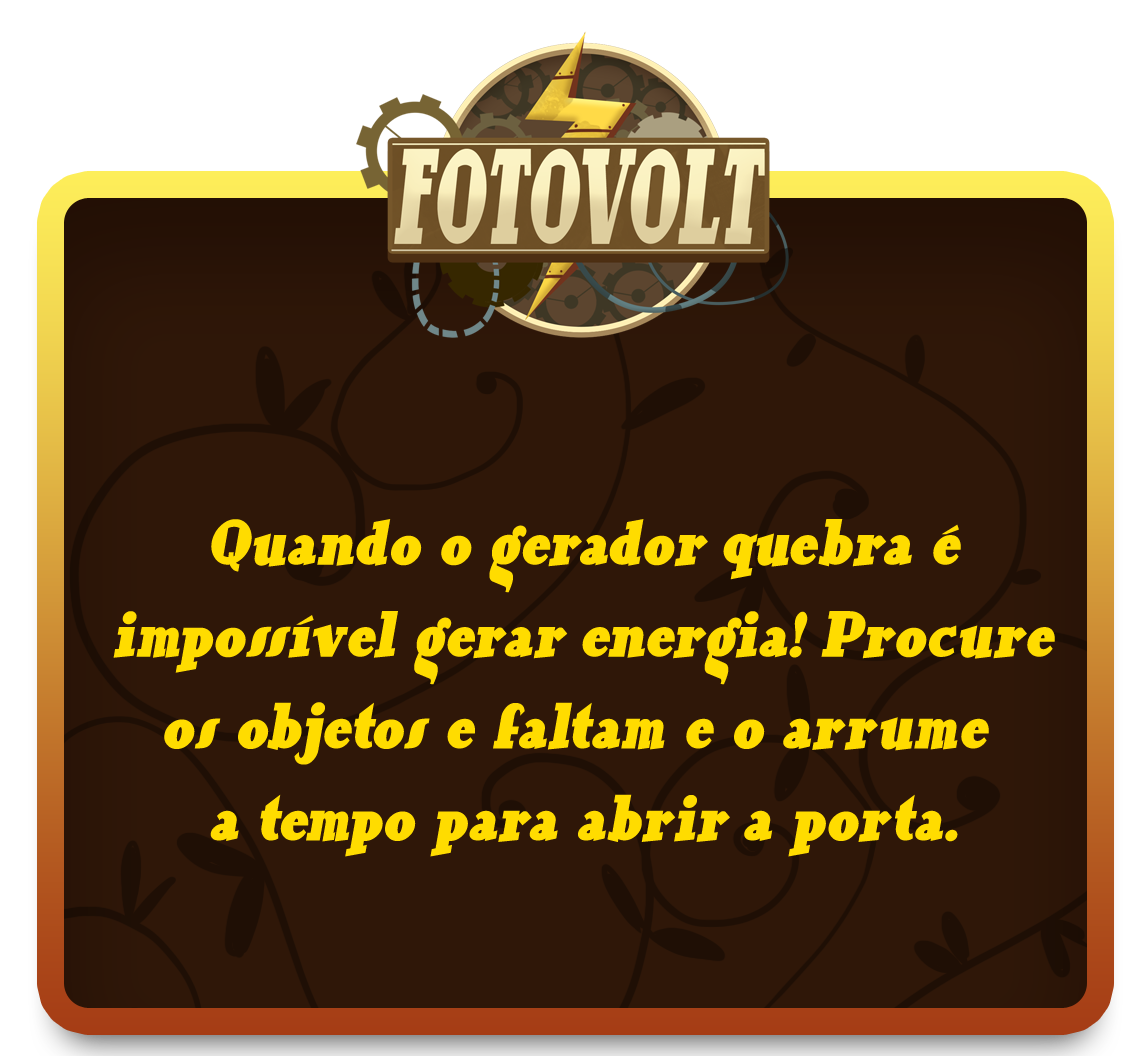 FOTOVOLT
Quando o gerador quebra é
impossível gerar energia! Procure
os objetos e faltam e o arrume
a tempo para abrir a porta.